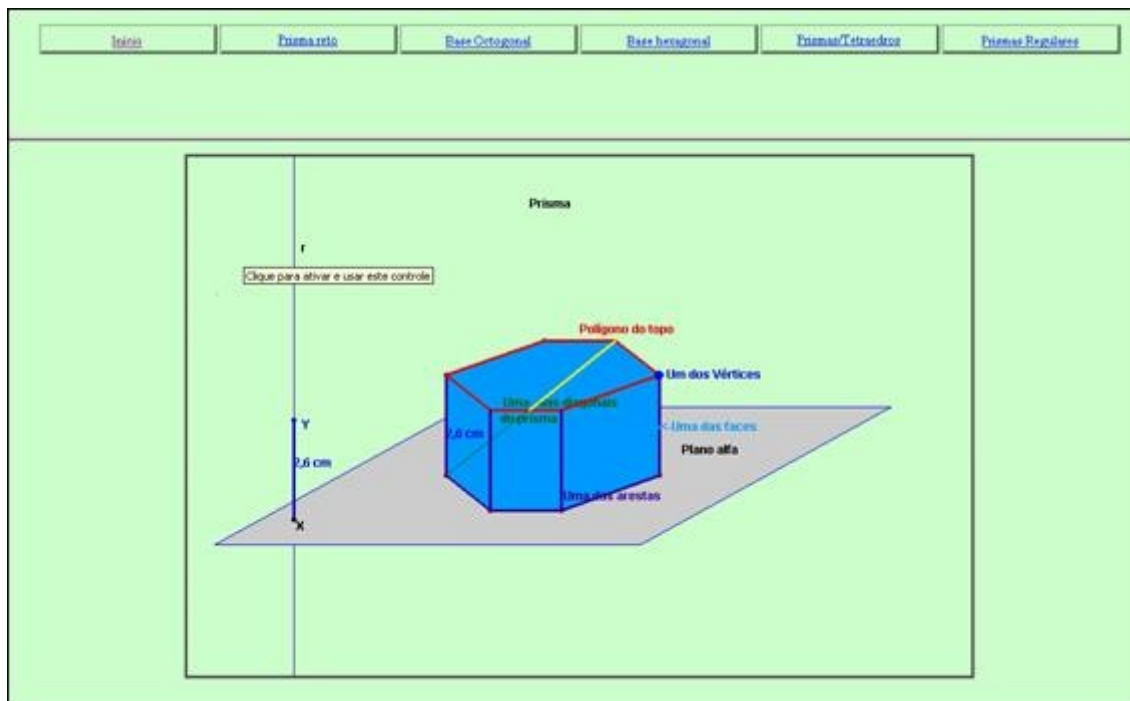 Início
Prisma reto
Base Octogonal
Base hexagonal
Prismas/Tetraedros
Prismas Regulares
Prisma
r
Clique para ativar e usar este controle
Polígono do topo
Um dos Vértices
Uma das diagonais
do prisma
Y
2,6 cm
<-Uma das faces
Plano alfa
2,6 cm
Uma das arestas
X